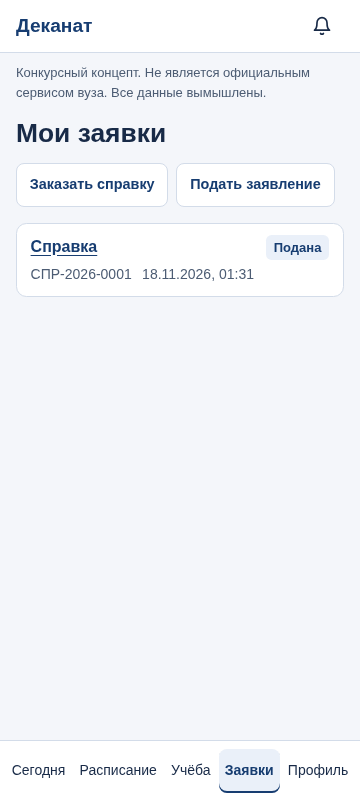 Деканат
Конкурсный концепт. Не является официальным
сервисом вуза. Все данные вымышлены.
Мои заявки
Заказать справку
Подать заявление
Справка
Подана
СПР-2026-0001 18.11.2026, 01:31
Сегодня Расписание Учёба Заявки Профиль